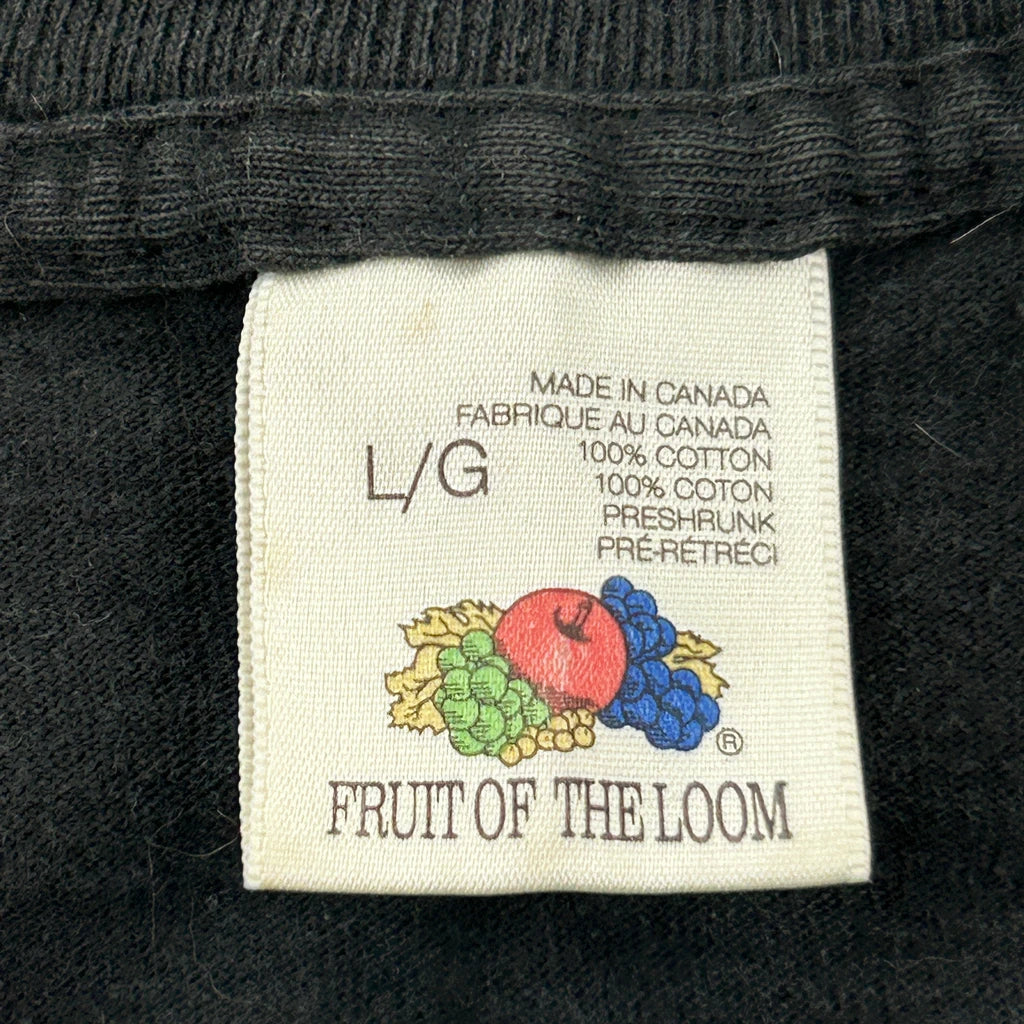 MADE IN CANADA
FABRIQUE AU CANADA
L/G
100% COTTON
100% COTON
PRESHRUNK
PRÉ-RÉTRÉCI
®
FRUIT OF THE LOOM